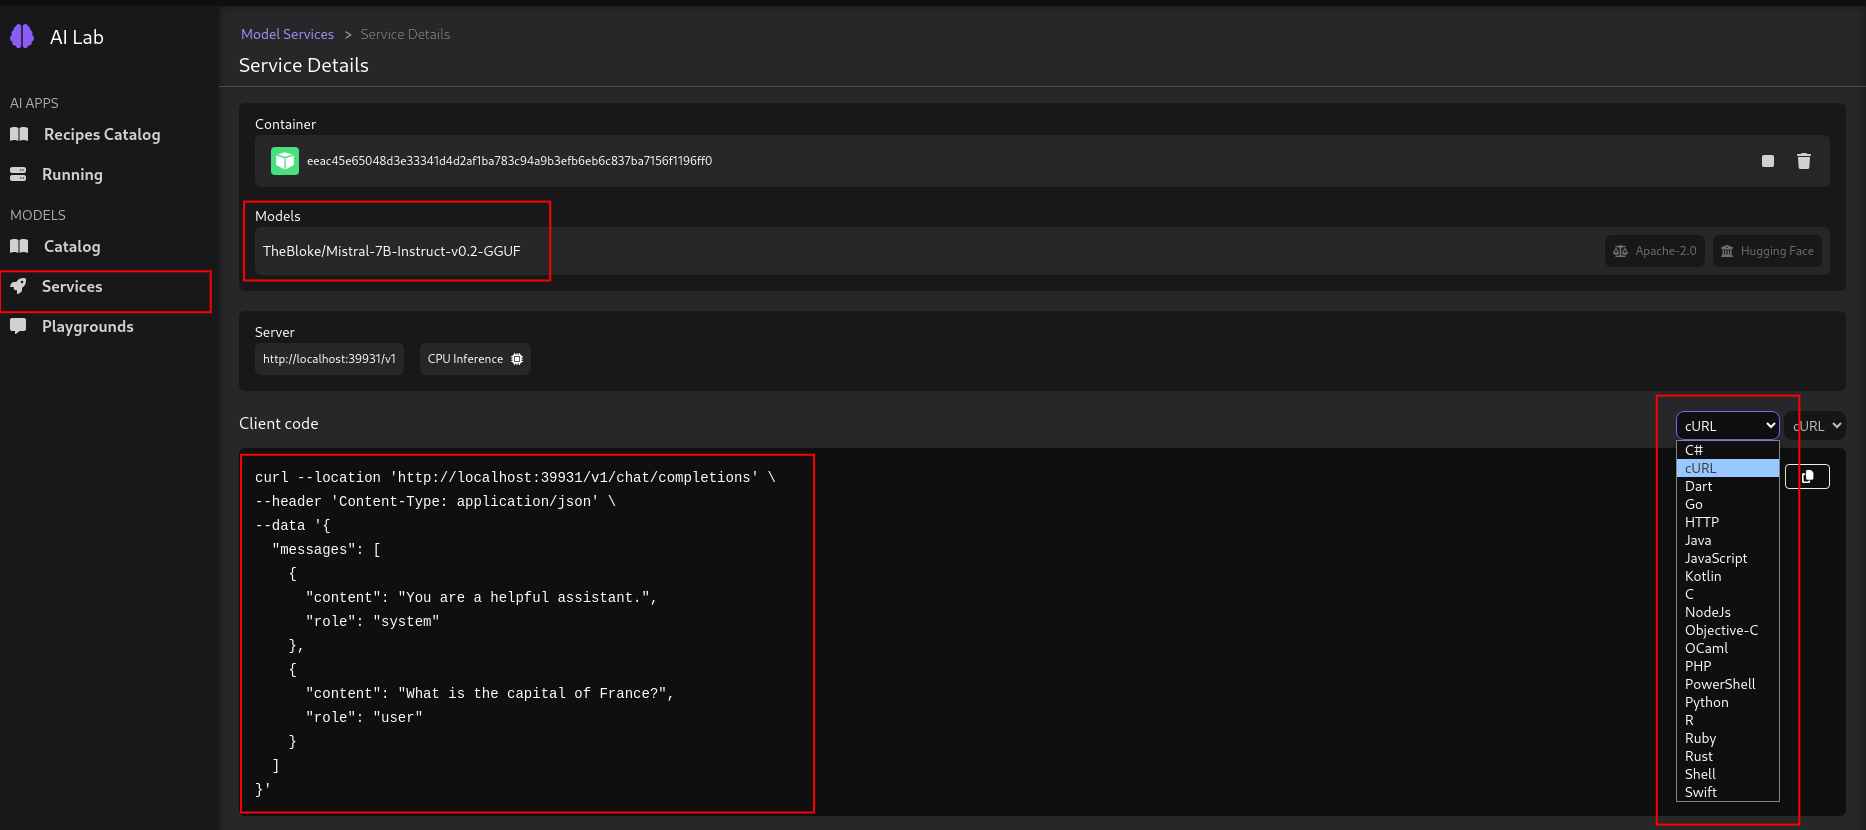 AI Lab
AI APPS
Recipes Catalog
Running
MODELS
Catalog
Services
Playgrounds
Model Services > Service Details
Service Details
Container
eeac45e65048d3e33341d4d2af1ba783c94a9b3efb6eb6c837ba7156f1196ff0
Models
TheBloke/Mistral-7B-Instruct-v0.2-GGUF
Apache-2.0
Hugging Face
Server
http://localhost:39931/v1
CPU Inference
Client code
cURL
cURL
curl --location 'http://localhost:39931/v1/chat/completions' \
--header 'Content-Type: application/json' \
--data '{
  "messages": [
    {
      "content": "You are a helpful assistant.",
      "role": "system"
    },
    {
      "content": "What is the capital of France?",
      "role": "user"
    }
  ]
}'
C#
cURL
Dart
Go
HTTP
Java
JavaScript
Kotlin
C
NodeJs
Objective-C
OCaml
PHP
PowerShell
Python
R
Ruby
Rust
Shell
Swift